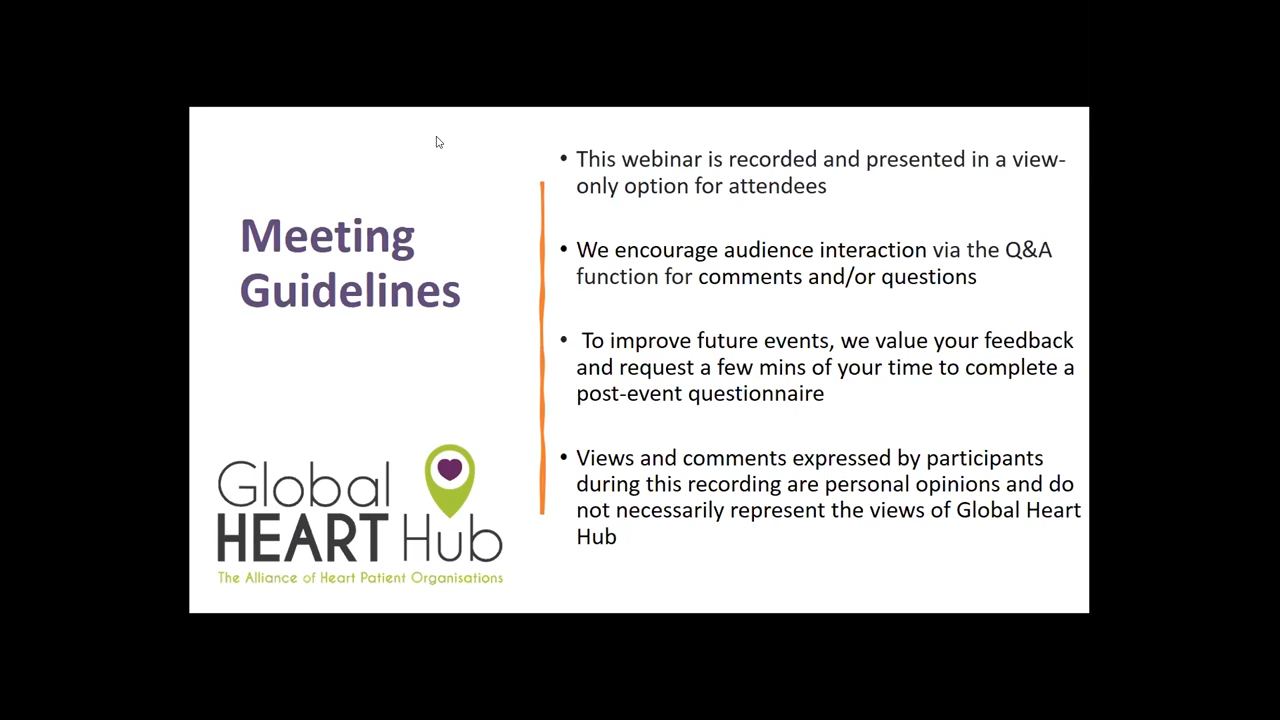 Meeting
Guidelines
• This webinar is recorded and presented in a view-
only option for attendees
• We encourage audience interaction via the Q&A
function for comments and/or questions
• To improve future events, we value your feedback
and request a few mins of your time to complete a
post-event questionnaire
• Views and comments expressed by participants
during this recording are personal opinions and do
not necessarily represent the views of Global Heart
Hub
Global
HEART Hub
The Alliance of Heart Patient Organisations